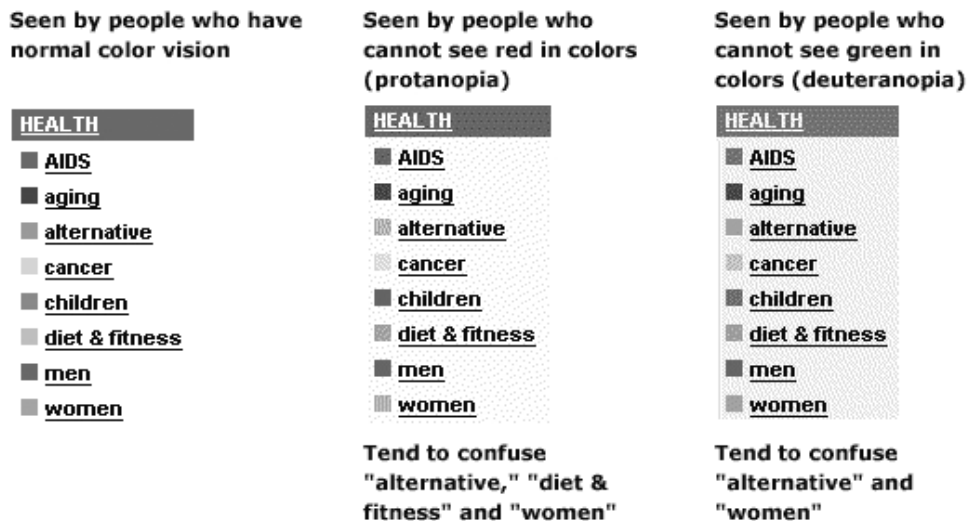 Seen by people who have
normal color vision
HEALTH
AIDS
aging
alternative
cancer
children
diet & fitness
men
women
Seen by people who
cannot see red in colors
(protanopia)
HEALTH
AIDS
aging
alternative
cancer
children
diet & fitness
men
women
Tend to confuse
"alternative," "diet &
fitness" and "women"
Seen by people who
cannot see green in
colors (deuteranopia)
HEALTH
AIDS
aging
alternative
cancer
children
diet & fitness
men
women
Tend to confuse
"alternative" and
"women"